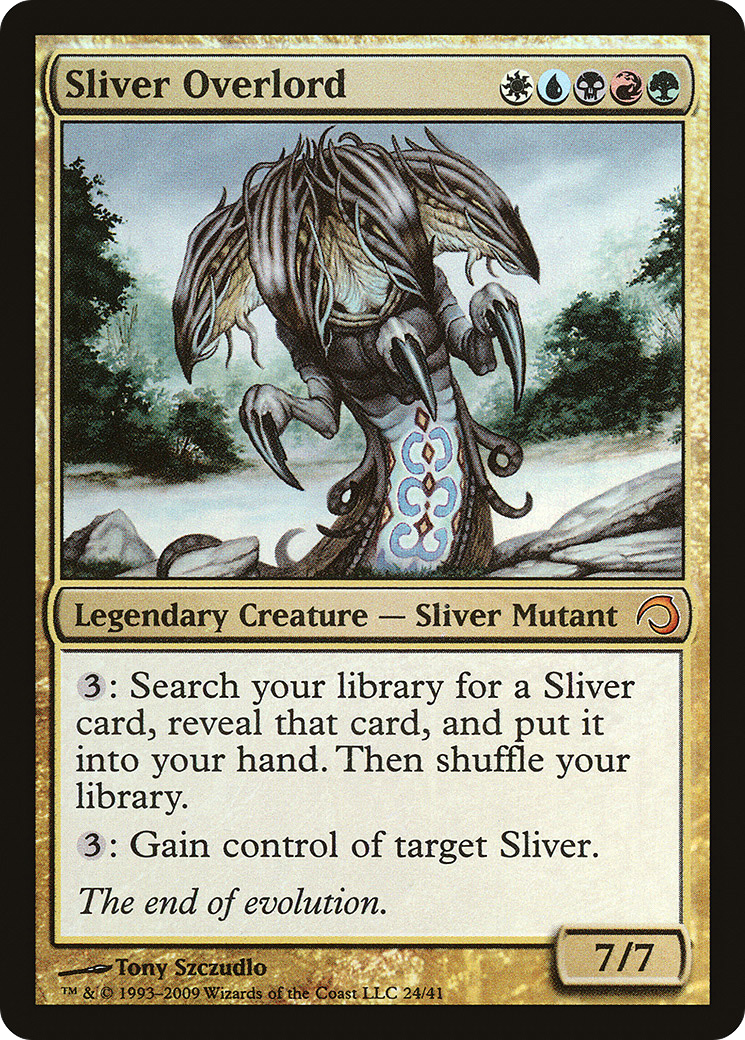 Sliver Overlord
Legendary Creature — Sliver Mutant
3: Search your library for a Sliver
card, reveal that card, and put it
into your hand. Then shuffle your
library.
3: Gain control of target Sliver.
The end of evolution.
7/7
Tony Szczudlo
™ & © 1993–2009 Wizards of the Coast LLC 24/41